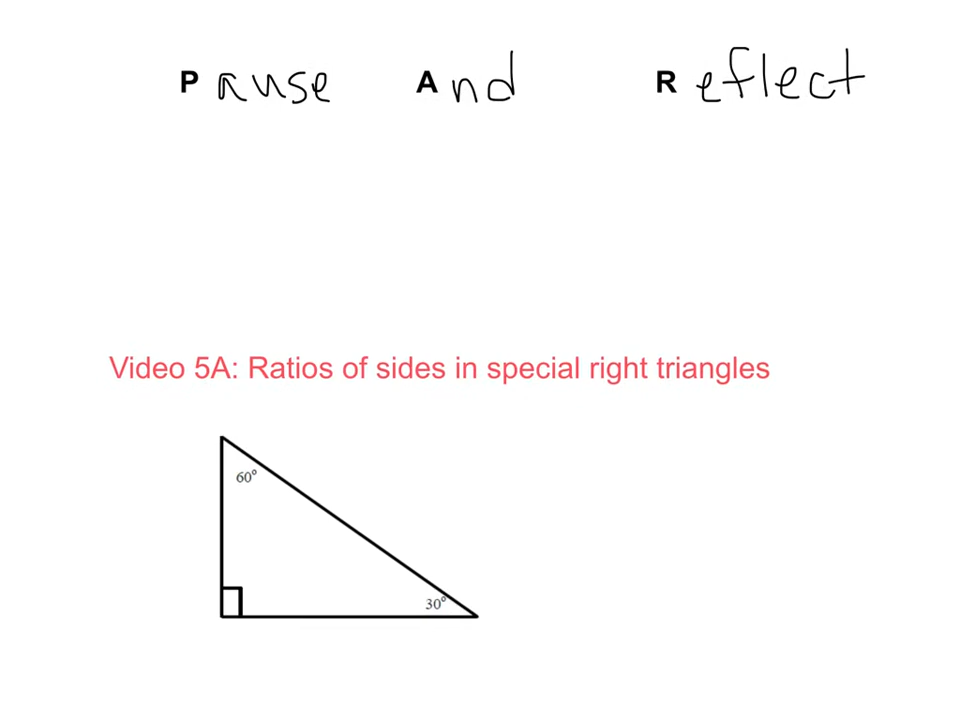 Pause And Reflect
Video 5A: Ratios of sides in special right triangles
60°
30°